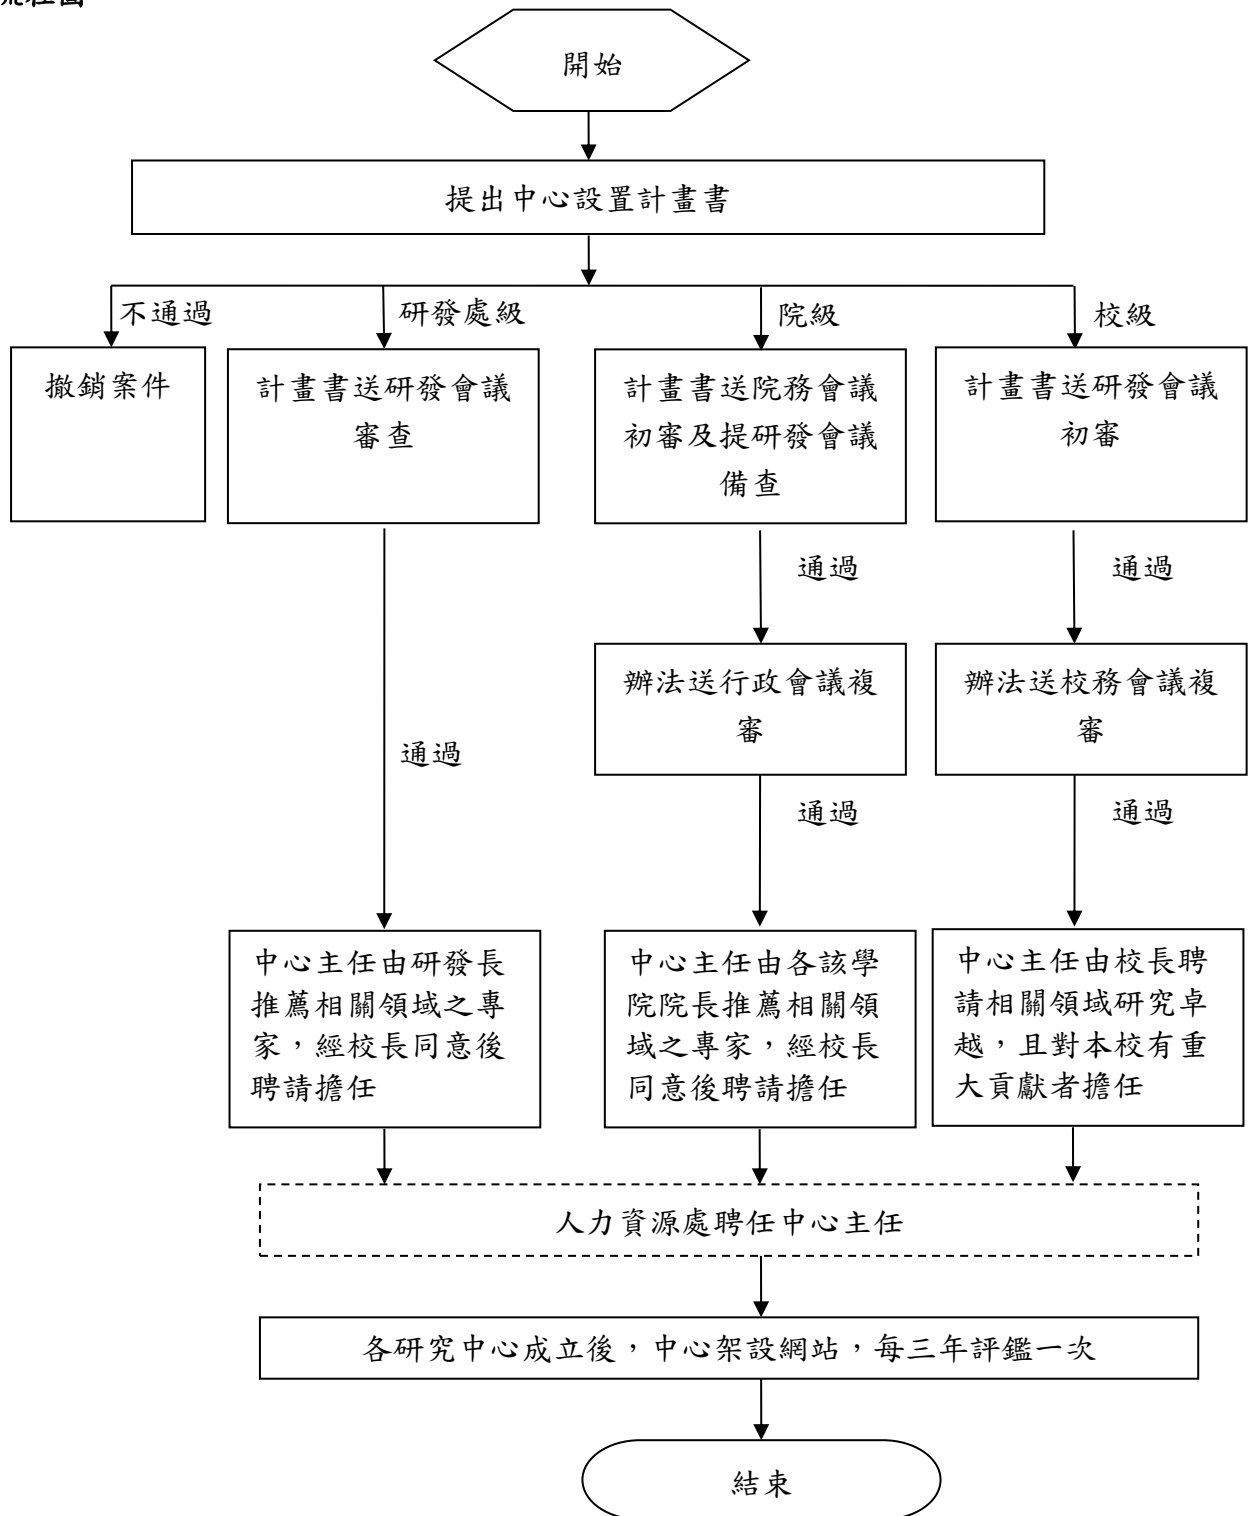 流程圖
開始
提出中心設置計畫書
不通過
研發處級
院級
校級
撤銷案件
計畫書送研發會議
審查
計畫書送院務會議
初審及提研發會議
備查
計畫書送研發會議
初審
通過
通過
辦法送行政會議複
審
辦法送校務會議複
審
通過
通過
通過
中心主任由研發長
推薦相關領域之專
家，經校長同意後
聘請擔任
中心主任由各該學
院院長推薦相關領
域之專家，經校長
同意後聘請擔任
中心主任由校長聘
請相關領域研究卓
越，且對本校有重
大貢獻者擔任
人力資源處聘任中心主任
各研究中心成立後，中心架設網站，每三年評鑑一次
結束